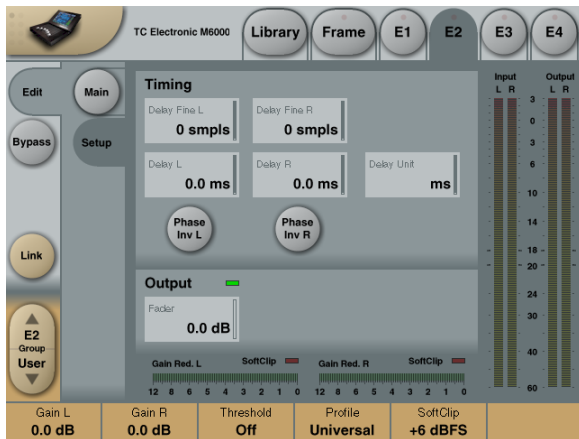 TC Electronic M6000
Library
Frame
E1
E2
E3
E4
Edit
Main
Bypass
Setup
Link
E2
Group
User
Timing
Delay Fine L
0 smpls
Delay Fine R
0 smpls
Delay L
0.0 ms
Delay R
0.0 ms
Delay Unit
ms
Phase
Inv L
Phase
Inv R
Output
Fader
0.0 dB
Gain Red. L
SoftClip
12 8 6 5 4 3 2 1 0
Gain Red. R
SoftClip
12 8 6 5 4 3 2 1 0
Input
L R
Output
L R
3
0
3
6
10
14
18
20
24
30
40
60
Gain L
0.0 dB
Gain R
0.0 dB
Threshold
Off
Profile
Universal
SoftClip
+6 dBFS